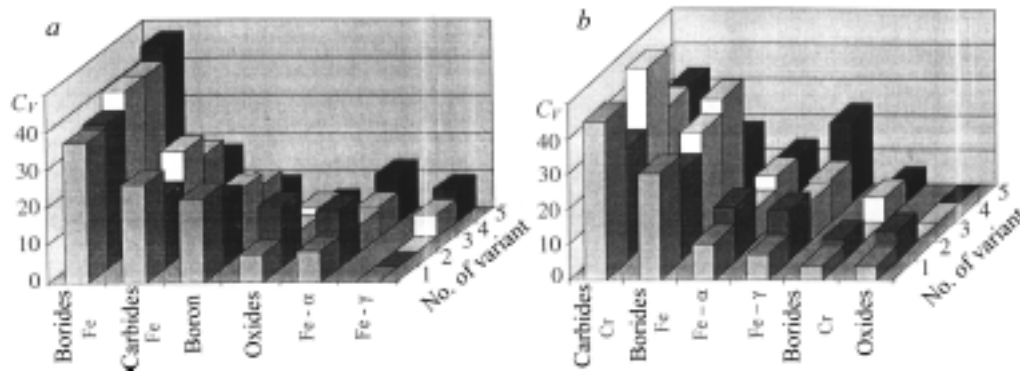 a
C_V
40
30
20
10
0
Borides Fe
Carbides Fe
Boron
Oxides
Fe - α
Fe - γ
1 2 3 4 5
No. of variant
b
C_V
40
30
20
10
0
Carbides Cr
Borides Fe
Fe – α
Fe – γ
Borides Cr
Oxides
1 2 3 4 5
No. of variant